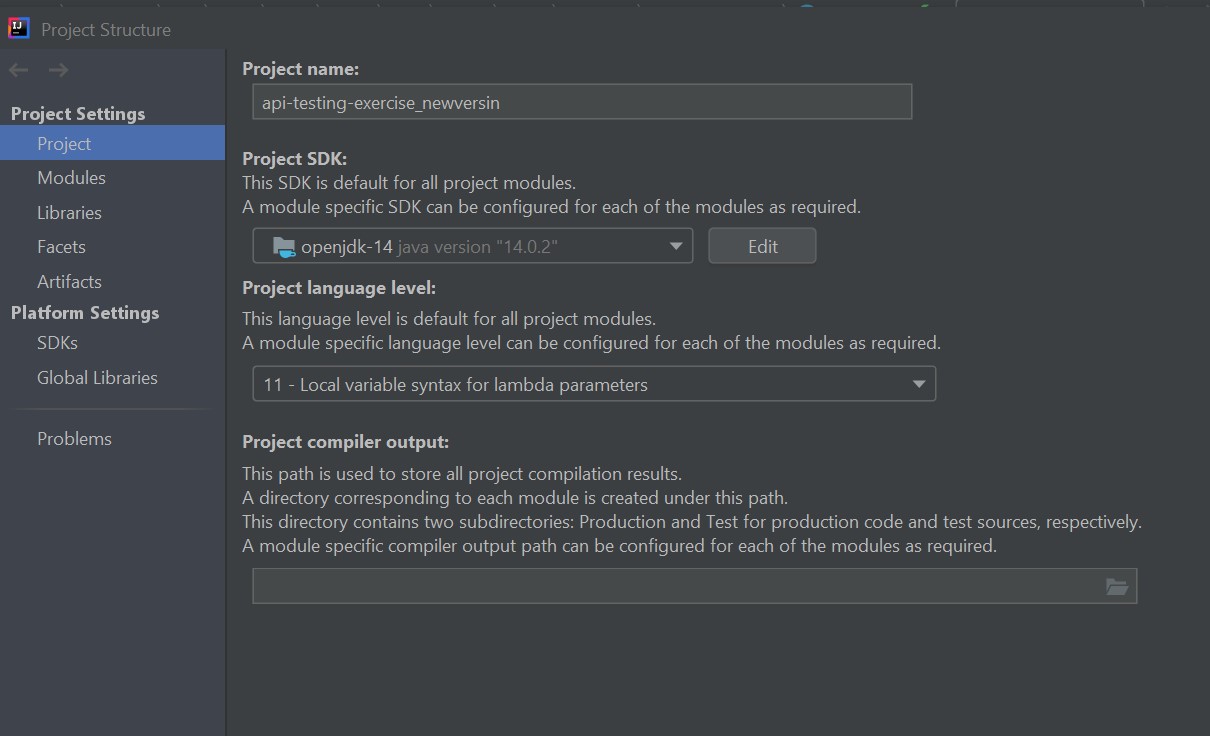 IJ
Project Structure
Project Settings
Project
Modules
Libraries
Facets
Artifacts
Platform Settings
SDKs
Global Libraries
Problems
Project name:
api-testing-exercise_newversin
Project SDK:
This SDK is default for all project modules.
A module specific SDK can be configured for each of the modules as required.
openjdk-14 java version "14.0.2"
Edit
Project language level:
This language level is default for all project modules.
A module specific language level can be configured for each of the modules as required.
11 - Local variable syntax for lambda parameters
Project compiler output:
This path is used to store all project compilation results.
A directory corresponding to each module is created under this path.
This directory contains two subdirectories: Production and Test for production code and test sources, respectively.
A module specific compiler output path can be configured for each of the modules as required.